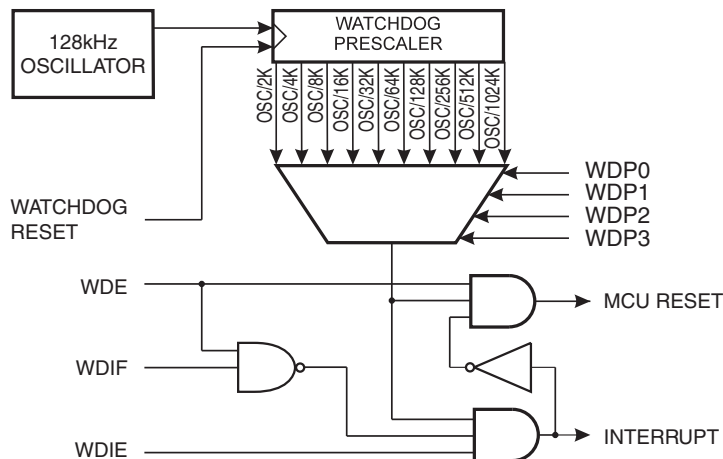 128kHz
OSCILLATOR
WATCHDOG
PRESCALER
OSC/2K
OSC/4K
OSC/8K
OSC/16K
OSC/32K
OSC/64K
OSC/128K
OSC/256K
OSC/512K
OSC/1024K
WATCHDOG
RESET
WDP0
WDP1
WDP2
WDP3
WDE
MCU RESET
WDIF
INTERRUPT
WDIE